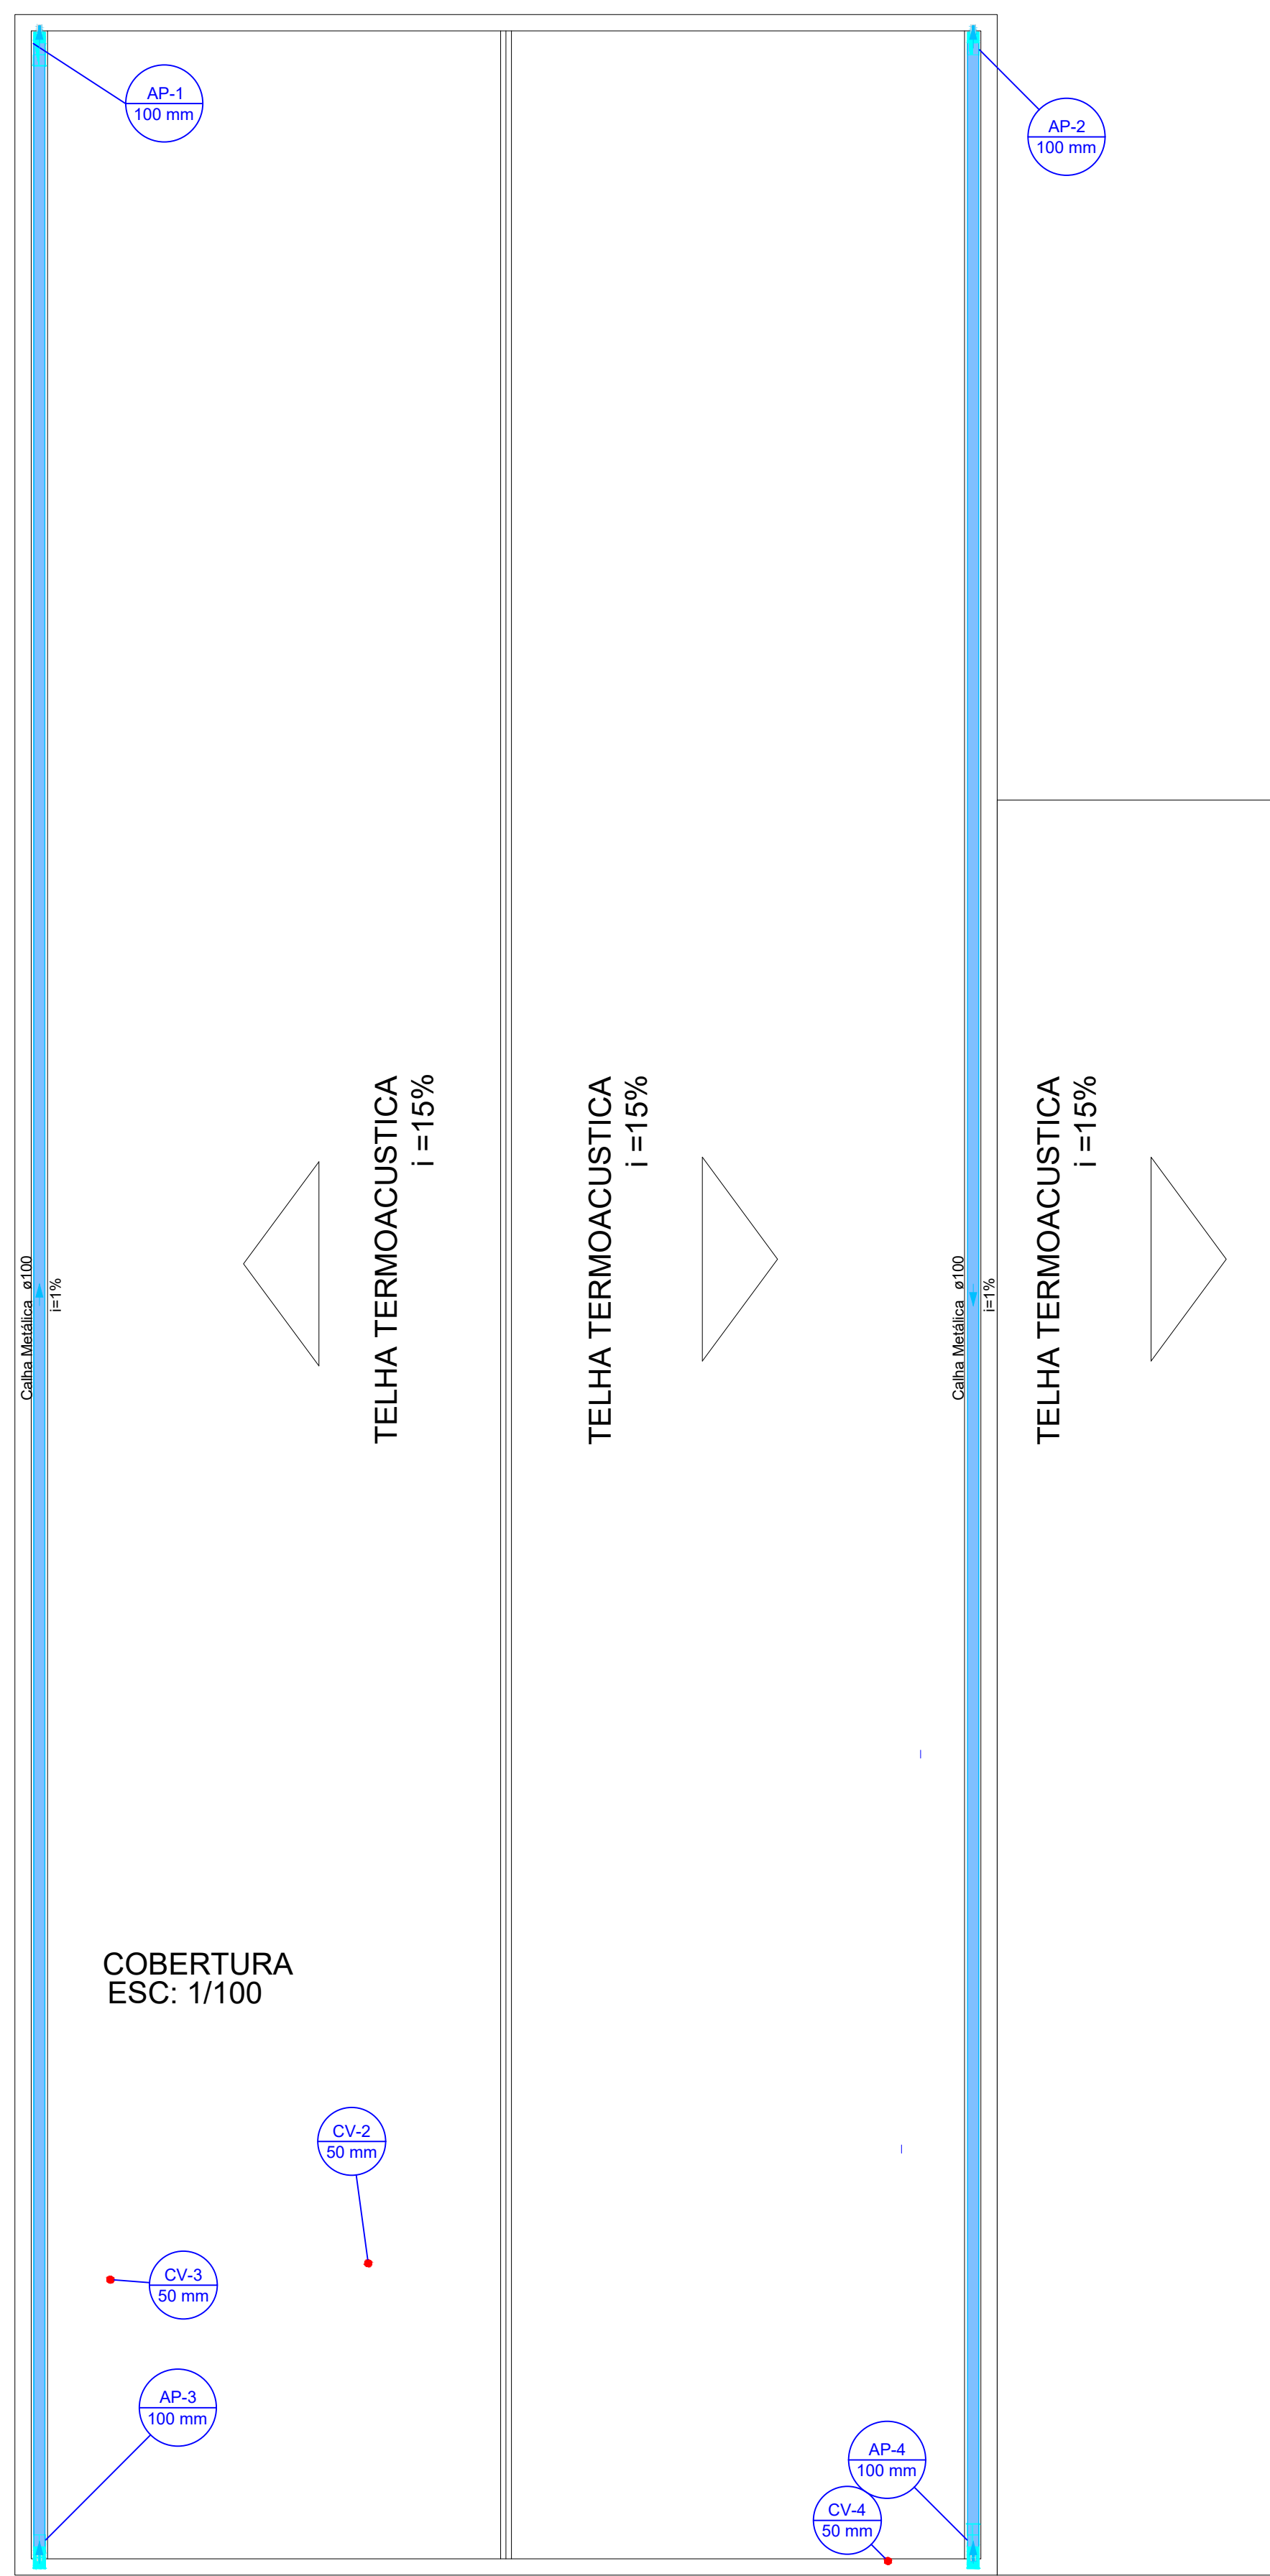 AP-1
100 mm
AP-2
100 mm
TELHA TERMOACUSTICA
i =15%
TELHA TERMOACUSTICA
i =15%
TELHA TERMOACUSTICA
i =15%
Calha Metálica ø100
i=1%
Calha Metálica ø100
i=1%
COBERTURA
ESC: 1/100
CV-2
50 mm
CV-3
50 mm
AP-3
100 mm
AP-4
100 mm
CV-4
50 mm